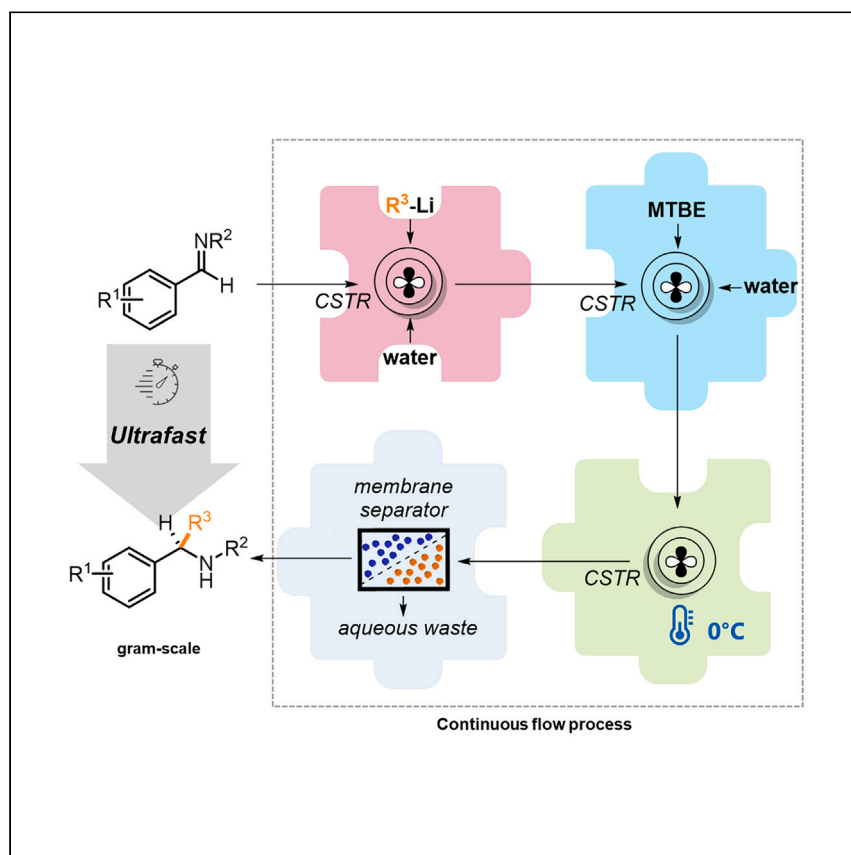 R³-Li
MTBE
NR²
R¹
H
CSTR
CSTR
water
water
Ultrafast
membrane
separator
H
R³
R²
N
H
R¹
CSTR
aqueous waste
0°C
gram-scale
Continuous flow process